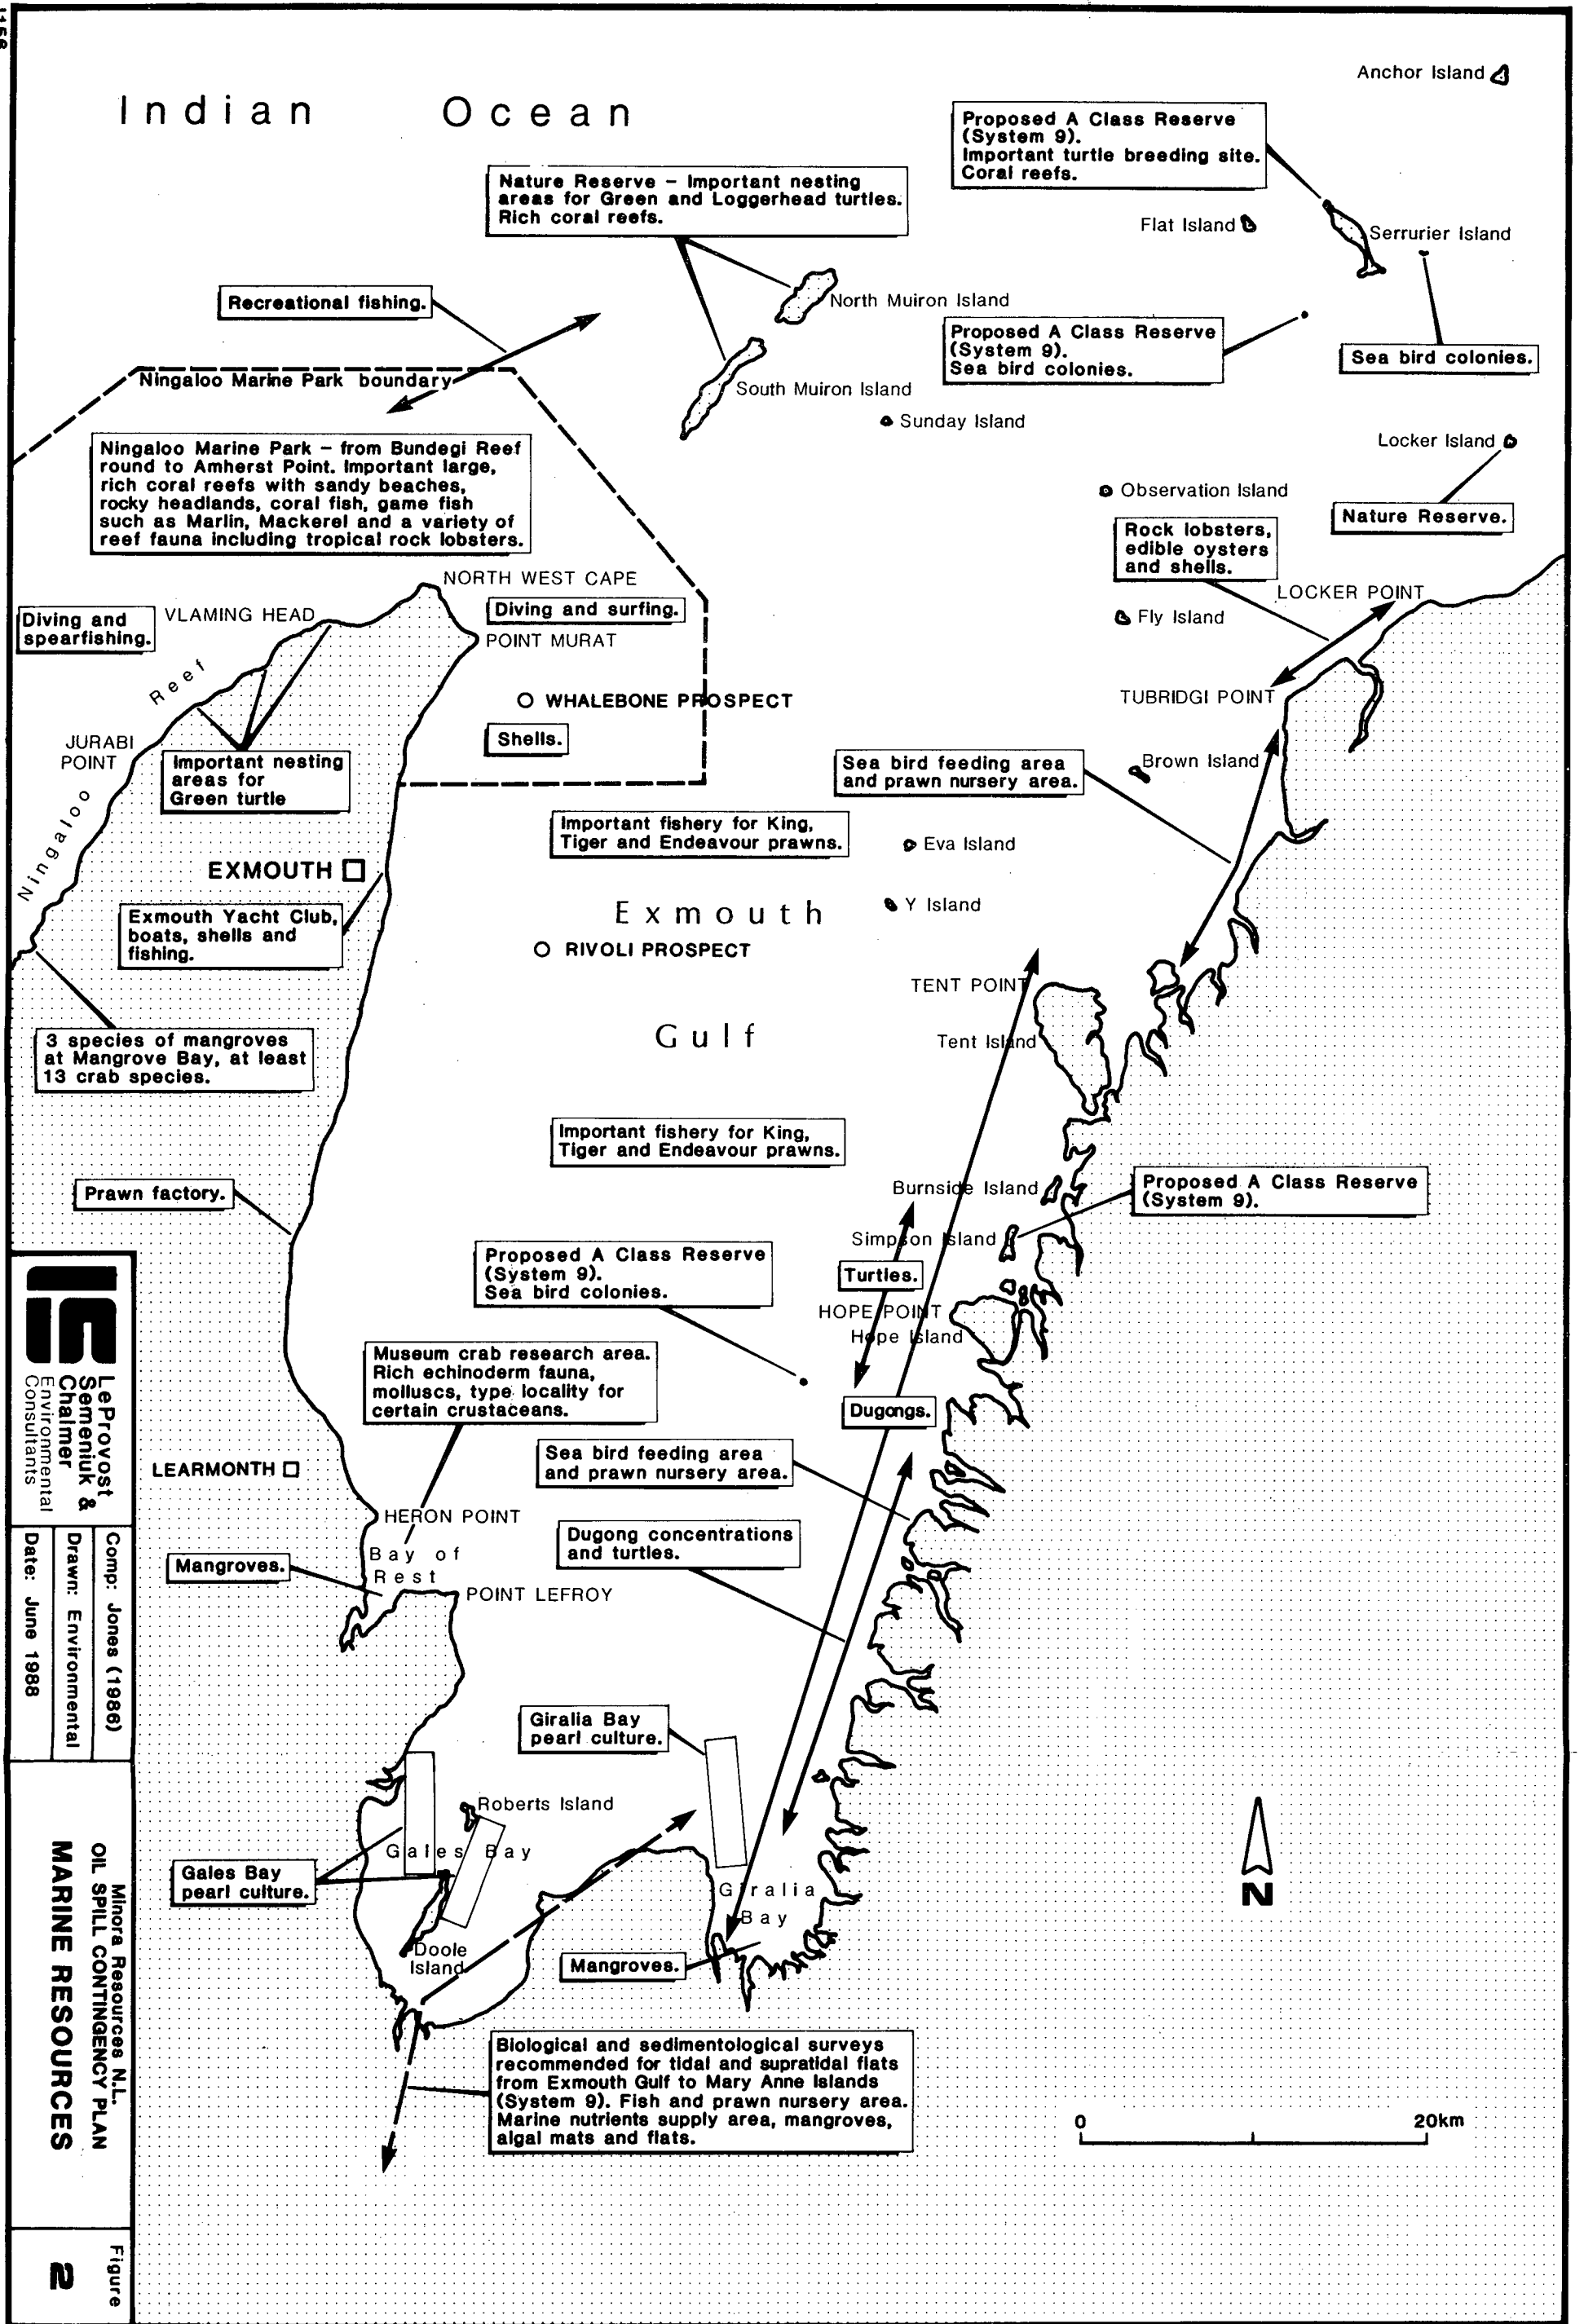 1156
Indian Ocean
Anchor Island
Proposed A Class Reserve
(System 9).
Important turtle breeding site.
Coral reefs.
Nature Reserve – Important nesting
areas for Green and Loggerhead turtles.
Rich coral reefs.
Flat Island
Serrurier Island
Recreational fishing.
North Muiron Island
Proposed A Class Reserve
(System 9).
Sea bird colonies.
Sea bird colonies.
Ningaloo Marine Park boundary
South Muiron Island
Sunday Island
Ningaloo Marine Park – from Bundegi Reef
round to Amherst Point. Important large,
rich coral reefs with sandy beaches,
rocky headlands, coral fish, game fish
such as Marlin, Mackerel and a variety of
reef fauna including tropical rock lobsters.
Locker Island
Observation Island
Nature Reserve.
Rock lobsters,
edible oysters
and shells.
NORTH WEST CAPE
LOCKER POINT
Diving and
spearfishing.
VLAMING HEAD
Diving and surfing.
Fly Island
POINT MURAT
Ningaloo Reef
WHALEBONE PROSPECT
TUBRIDGI POINT
Shells.
JURABI
POINT
Important nesting
areas for
Green turtle
Sea bird feeding area
and prawn nursery area.
Brown Island
Important fishery for King,
Tiger and Endeavour prawns.
Eva Island
EXMOUTH
Exmouth Yacht Club,
boats, shells and
fishing.
Exmouth
Y Island
RIVOLI PROSPECT
TENT POINT
3 species of mangroves
at Mangrove Bay, at least
13 crab species.
Gulf
Tent Island
Important fishery for King,
Tiger and Endeavour prawns.
Prawn factory.
Burnside Island
Proposed A Class Reserve
(System 9).
Simpson Island
Proposed A Class Reserve
(System 9).
Sea bird colonies.
Turtles.
HOPE POINT
Hope Island
Museum crab research area.
Rich echinoderm fauna,
molluscs, type locality for
certain crustaceans.
Dugongs.
Sea bird feeding area
and prawn nursery area.
LEARMONTH
HERON POINT
Dugong concentrations
and turtles.
Bay of
Rest
Mangroves.
POINT LEFROY
Giralia Bay
pearl culture.
Roberts Island
Gales Bay
Gales Bay
pearl culture.
Giralia
Bay
Doole
Island
Mangroves.
N
Biological and sedimentological surveys
recommended for tidal and supratidal flats
from Exmouth Gulf to Mary Anne Islands
(System 9). Fish and prawn nursery area.
Marine nutrients supply area, mangroves,
algal mats and flats.
0 20km
LeProvost
Semeniuk &
Chalmer
Environmental
Consultants
Comp: Jones (1986)
Drawn: Environmental
Date: June 1988
Minora Resources N.L.
OIL SPILL CONTINGENCY PLAN
MARINE RESOURCES
Figure
2